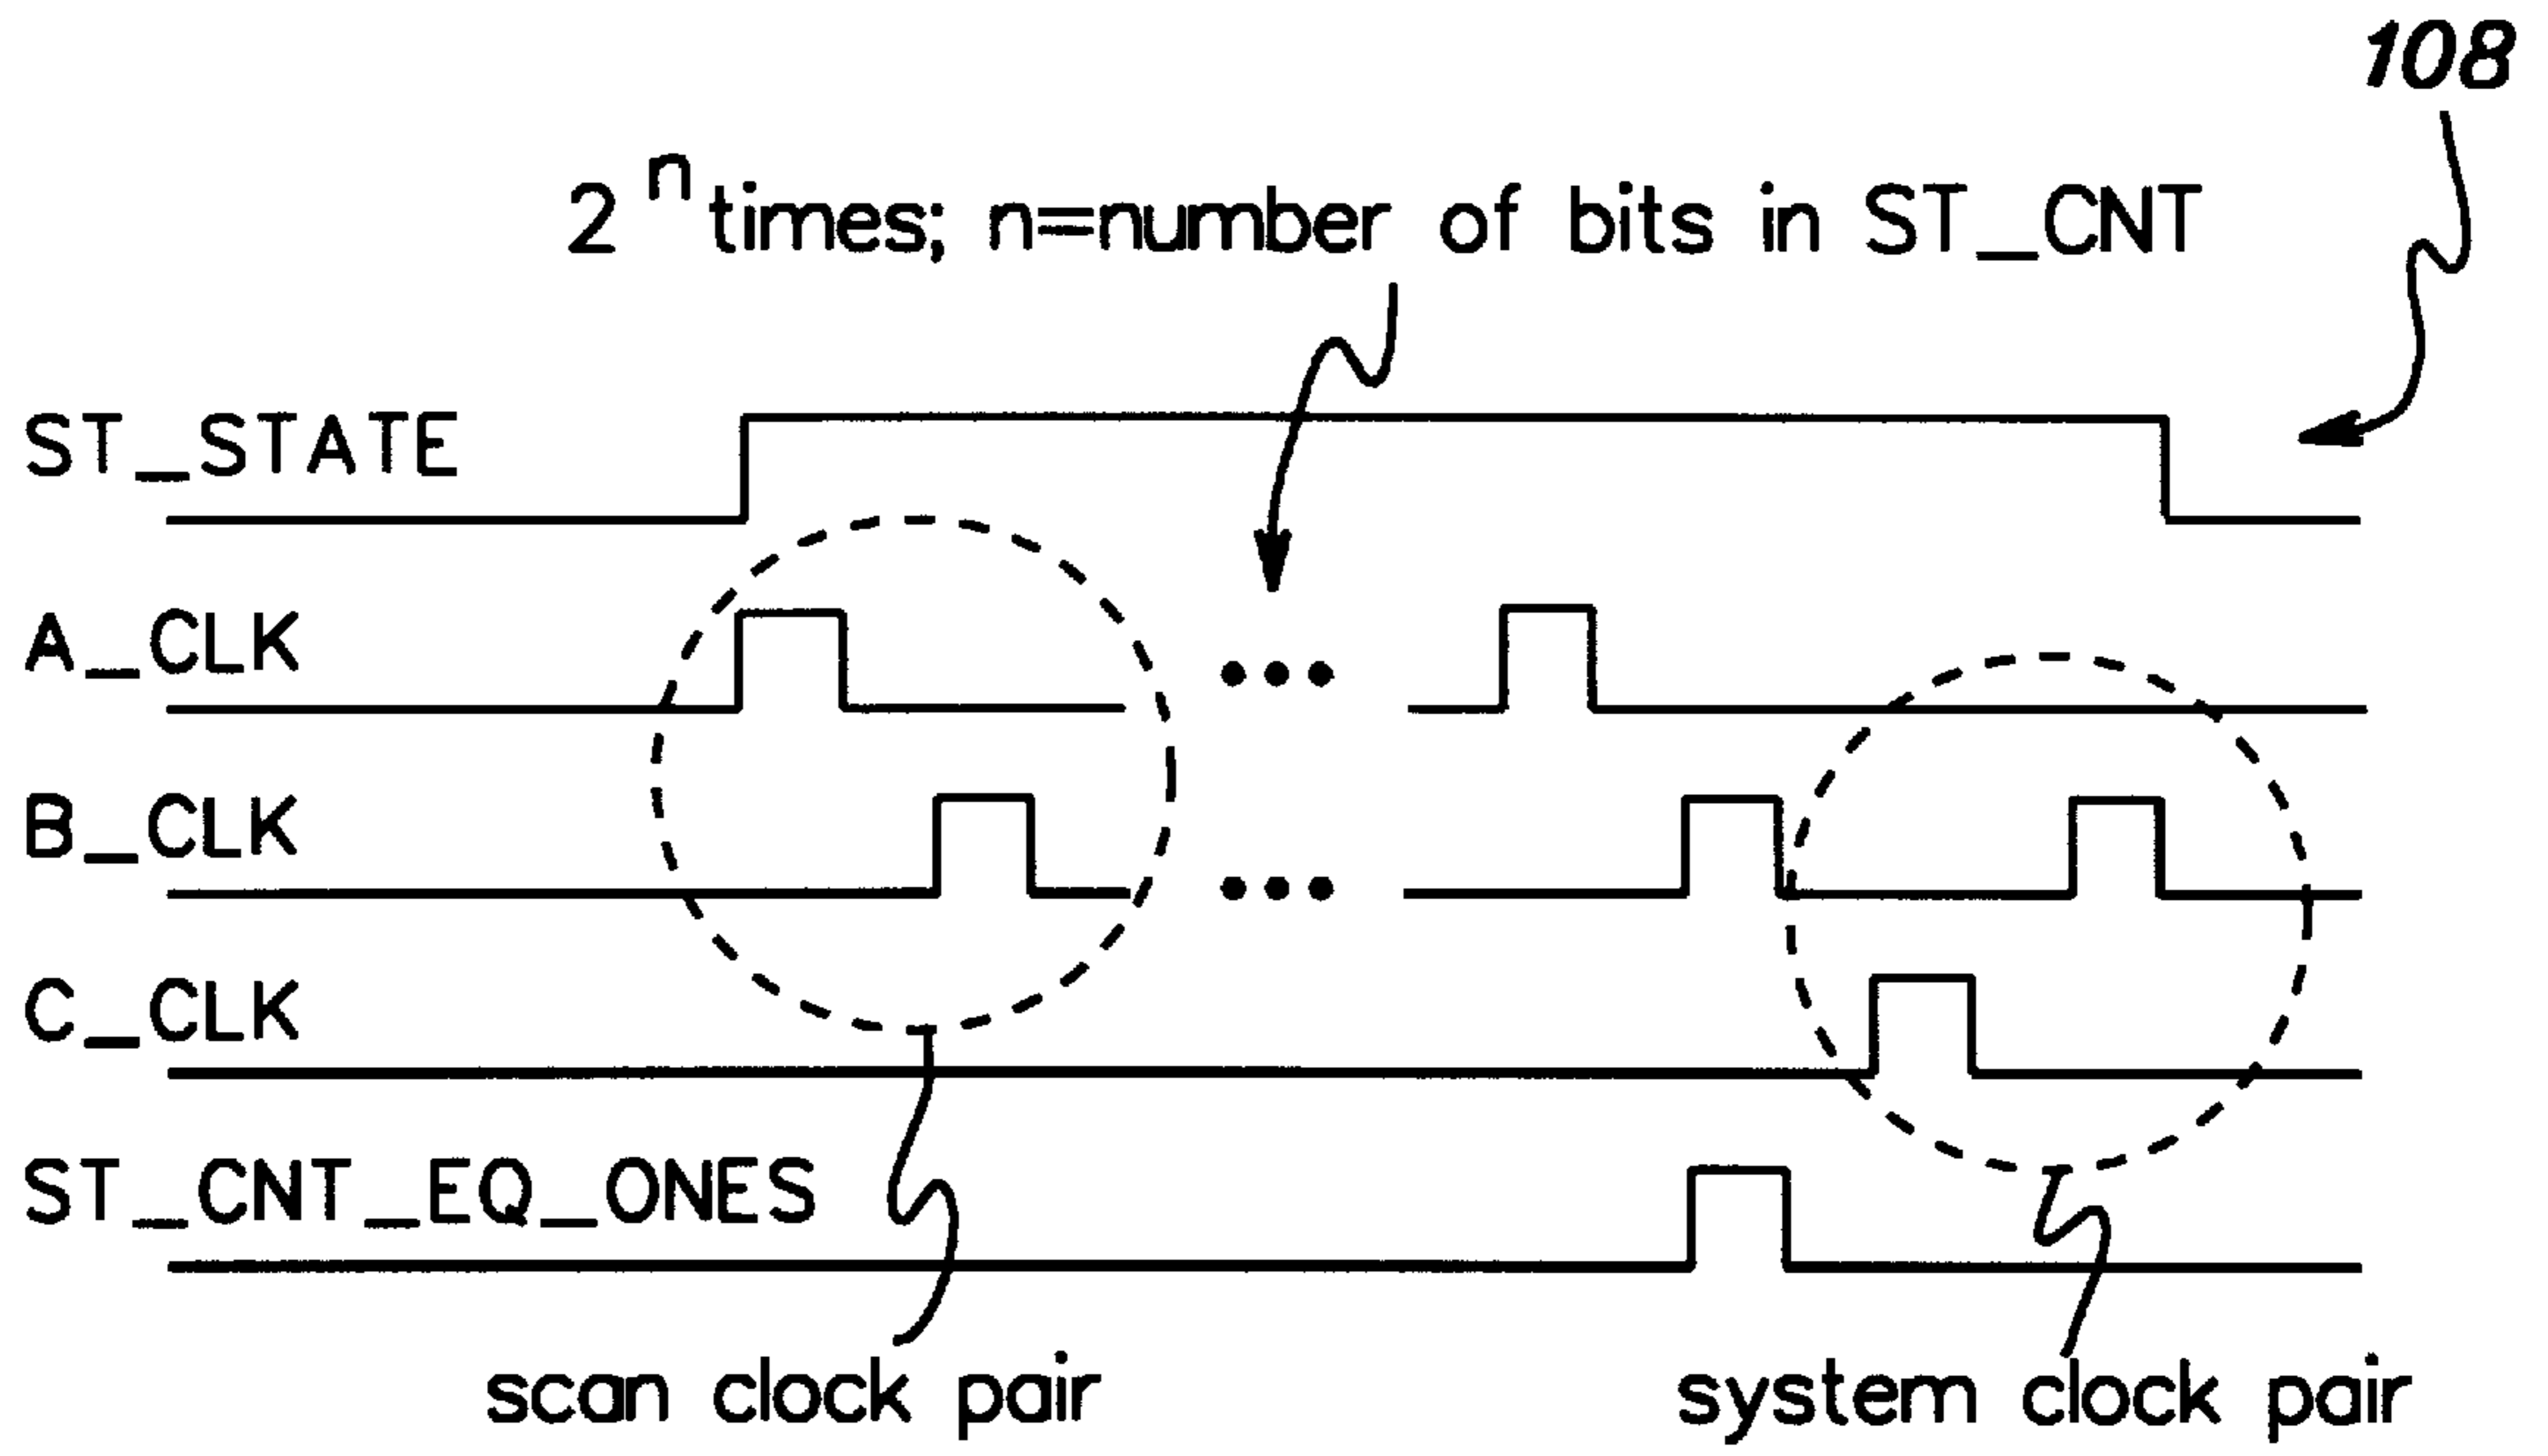 108
2^n times; n=number of bits in ST_CNT
ST_STATE
A_CLK
B_CLK
C_CLK
ST_CNT_EQ_ONES
scan clock pair
system clock pair